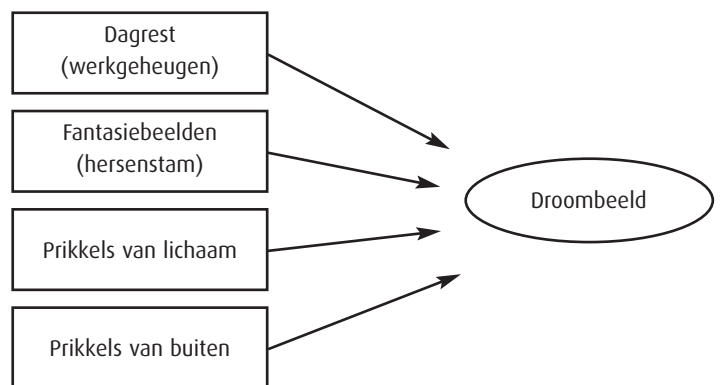 Dagrest
(werkgeheugen)
Fantasiebeelden
(hersenstam)
Prikkels van lichaam
Prikkels van buiten
Droombeeld